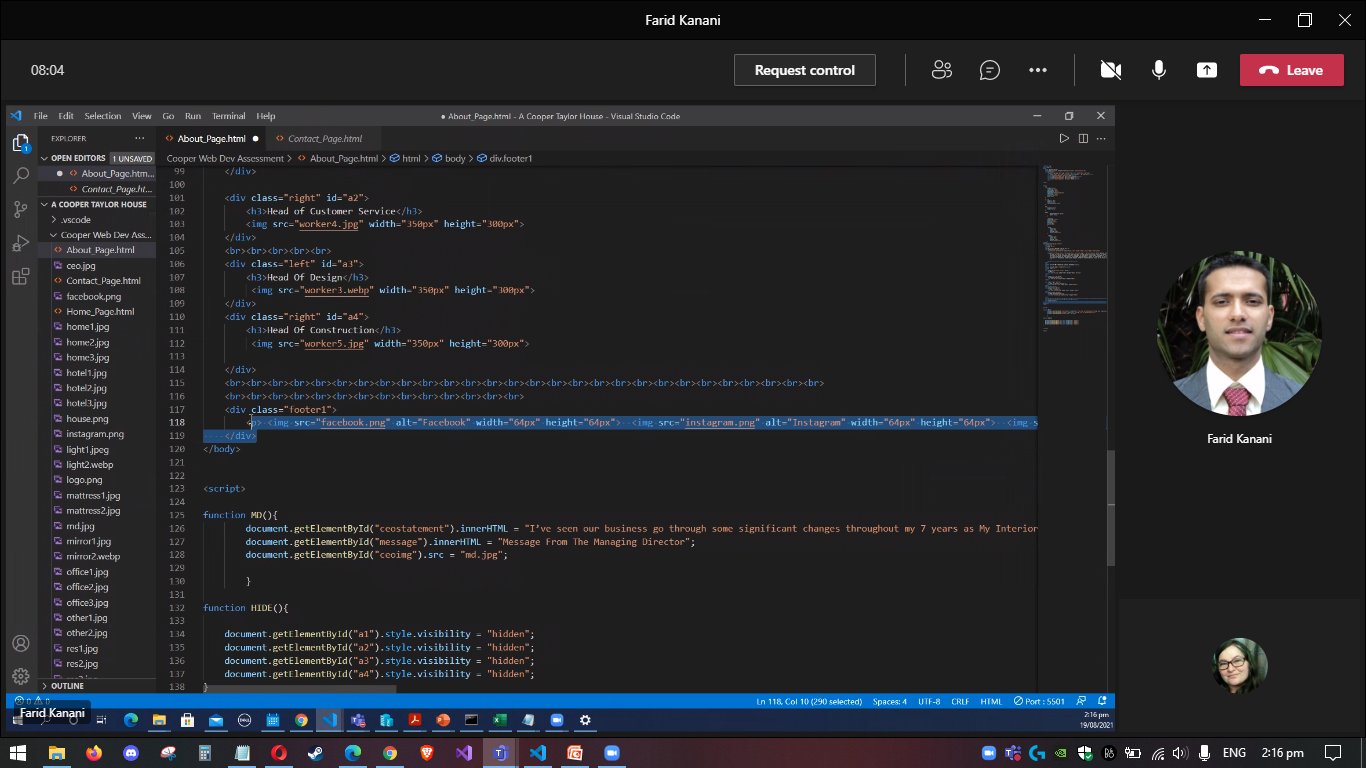 Farid Kanani
08:04
Request control
Leave
File Edit Selection View Go Run Terminal Help
● About_Page.html - A Cooper Taylor House - Visual Studio Code
EXPLORER ···
About_Page.html ●
Contact_Page.html
OPEN EDITORS 1 UNSAVED
● <> About_Page.htm...
<> Contact_Page.ht...
A COOPER TAYLOR HOUSE
> .vscode
Cooper Web Dev Ass...
<> About_Page.html
ceo.jpg
<> Contact_Page.html
facebook.png
<> Home_Page.html
home1.jpg
home2.jpg
home3.jpg
hotel1.jpg
hotel2.jpg
hotel3.jpg
house.png
instagram.png
light1.jpeg
light2.webp
logo.png
mattress1.jpg
mattress2.jpg
md.jpg
mirror1.jpg
mirror2.webp
office1.jpg
office2.jpg
office3.jpg
other1.jpg
other2.jpg
res1.jpg
res2.jpg
> OUTLINE
Cooper Web Dev Assessment > <> About_Page.html > html > body > div.footer1
99 </div>
100
101 <div class="right" id="a2">
102 <h3>Head of Customer Service</h3>
103 <img src="worker4.jpg" width="350px" height="300px">
104 </div>
105 <br><br><br><br><br>
106 <div class="left" id="a3">
107 <h3>Head Of Design</h3>
108 <img src="worker3.webp" width="350px" height="300px">
109 </div>
110 <div class="right" id="a4">
111 <h3>Head Of Construction</h3>
112 <img src="worker5.jpg" width="350px" height="300px">
113
114 </div>
115 <br><br><br><br><br><br><br><br><br><br><br><br><br><br><br><br><br><br><br><br><br><br><br><br><br><br><br><br>
116 <br><br><br><br><br><br><br><br><br><br><br><br><br><br>
117 <div class="footer1">
118 <p> <img src="facebook.png" alt="Facebook" width="64px" height="64px"> <img src="instagram.png" alt="Instagram" width="64px" height="64px"> <img s
119 </div>
120 </body>
121
122
123 <script>
124
125 function MD(){
126 document.getElementById("ceostatement").innerHTML = "I've seen our business go through some significant changes throughout my 7 years as My Interior
127 document.getElementById("message").innerHTML = "Message From The Managing Director";
128 document.getElementById("ceoimg").src = "md.jpg";
129
130 }
131
132 function HIDE(){
133
134 document.getElementById("a1").style.visibility = "hidden";
135 document.getElementById("a2").style.visibility = "hidden";
136 document.getElementById("a3").style.visibility = "hidden";
137 document.getElementById("a4").style.visibility = "hidden";
138 }
Farid Kanani
0 0
Ln 118, Col 10 (290 selected) Spaces: 4 UTF-8 CRLF HTML Port : 5501
Farid Kanani
2:16 pm
19/08/2021
ENG 2:16 pm